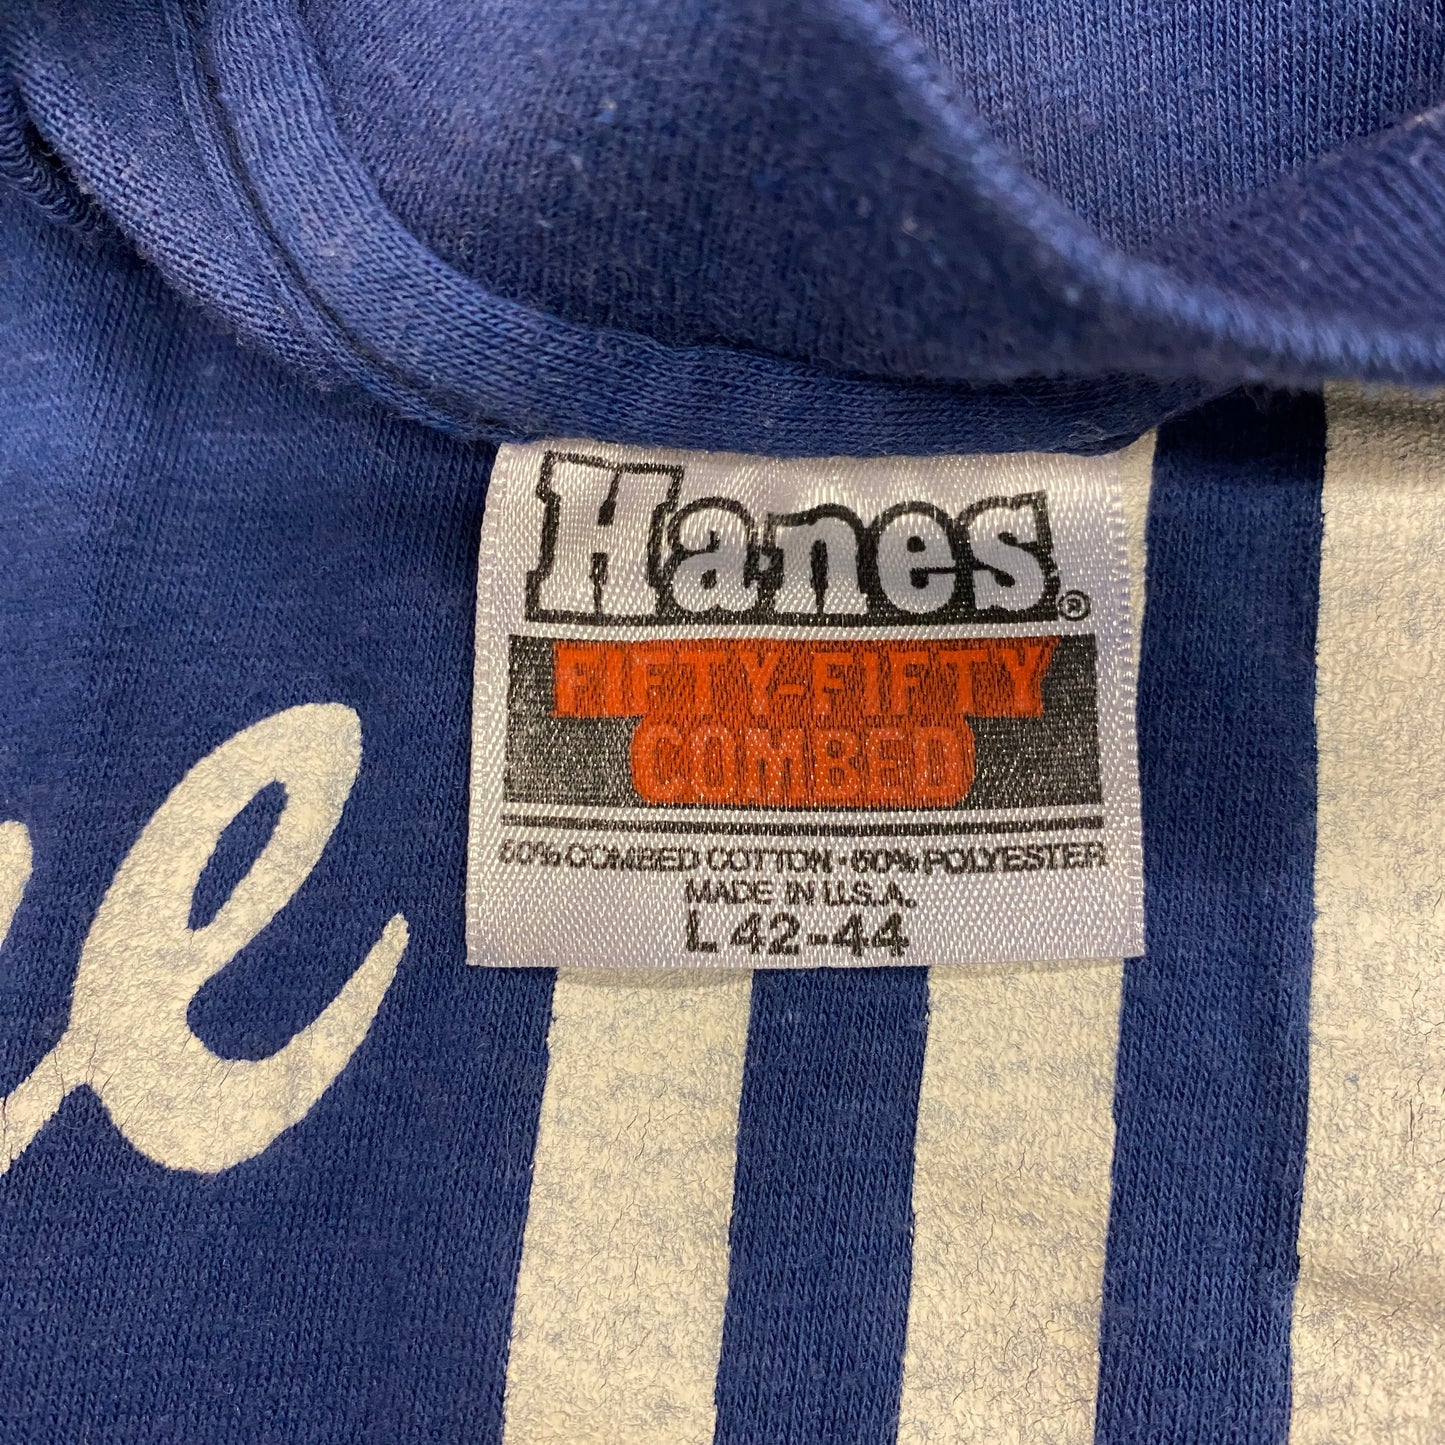 Hanes®
FIFTY-FIFTY
COMBED
50% COMBED COTTON·50% POLYESTER
MADE IN U.S.A.
L 42-44